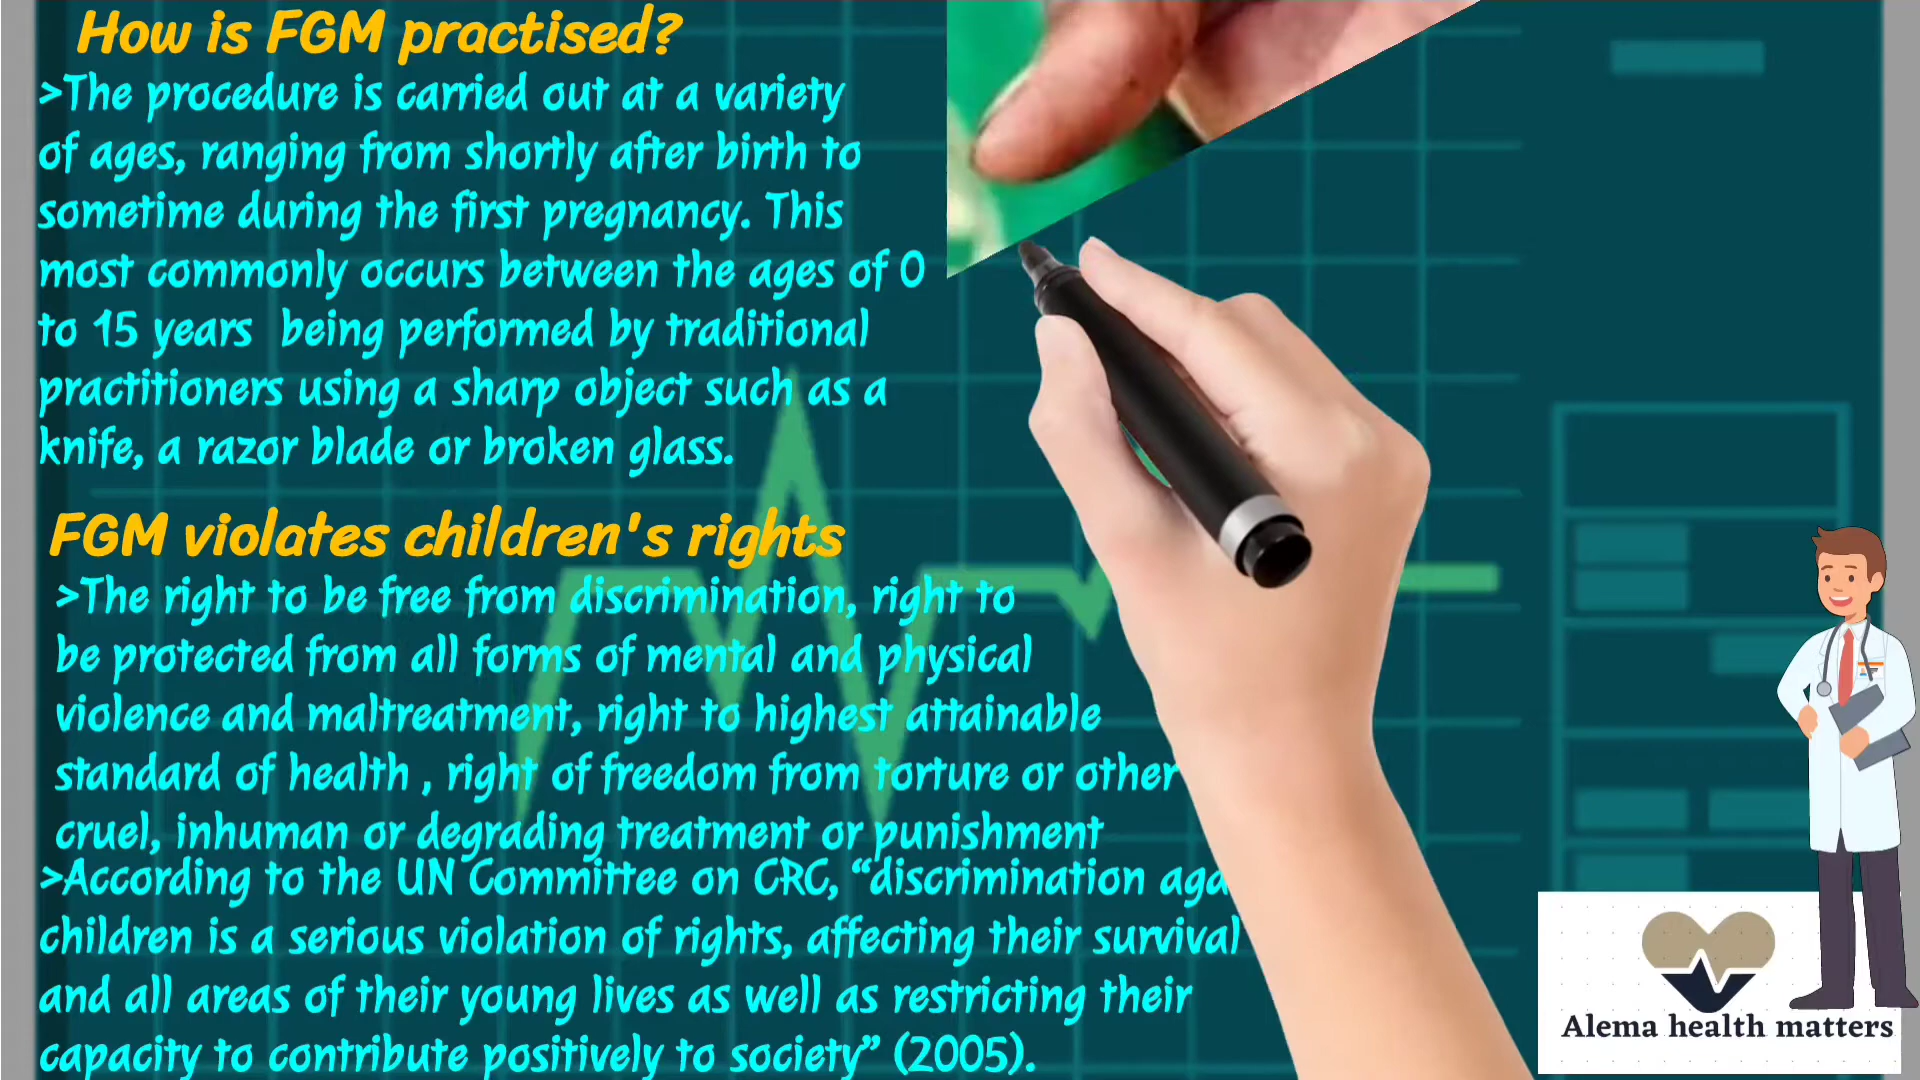 How is FGM practised?
>The procedure is carried out at a variety
of ages, ranging from shortly after birth to
sometime during the first pregnancy. This
most commonly occurs between the ages of 0
to 15 years being performed by traditional
practitioners using a sharp object such as a
knife, a razor blade or broken glass.
FGM violates children's rights
>The right to be free from discrimination, right to
be protected from all forms of mental and physical
violence and maltreatment, right to highest attainable
standard of health , right of freedom from torture or other
cruel, inhuman or degrading treatment or punishment
>According to the UN Committee on CRC, “discrimination
children is a serious violation of rights, affecting their survival
and all areas of their young lives as well as restricting their
capacity to contribute positively to society” (2005).
Alema health matters